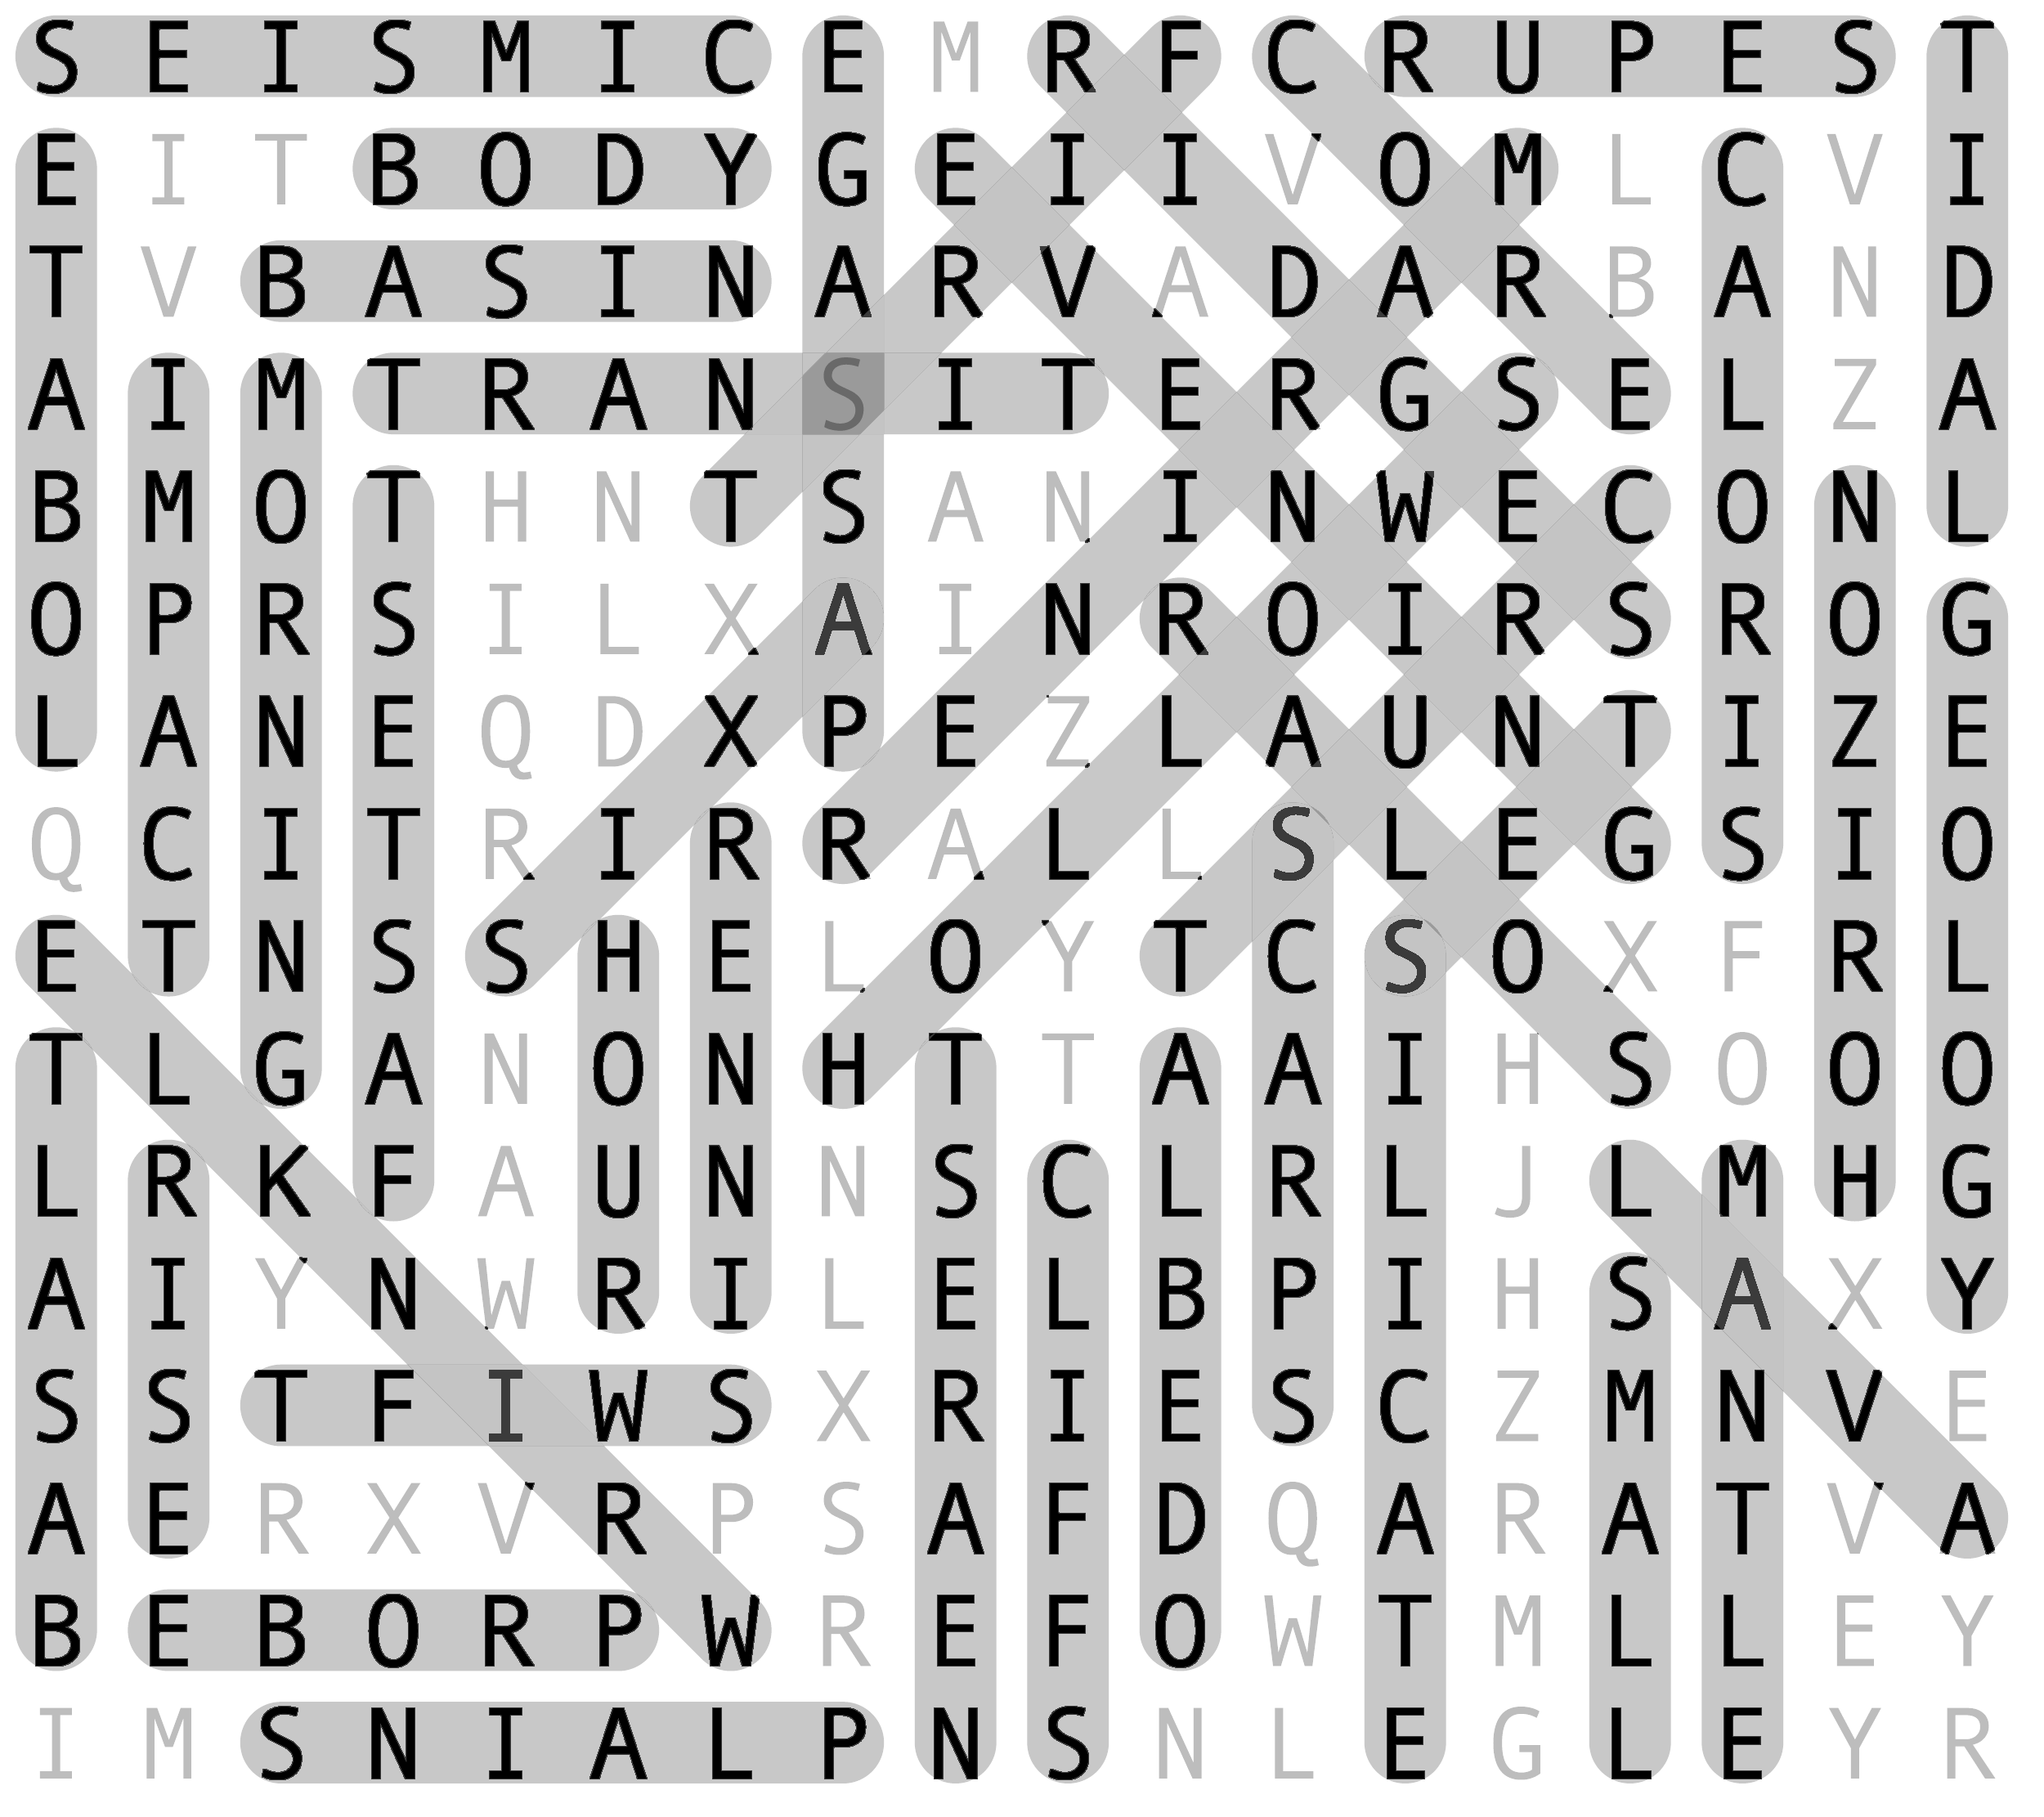 S E I S M I C E M R F C R U P E S T
E I T B O D Y G E I I V O M L C V I
T V B A S I N A R V A D A R B A N D
A I M T R A N S I T E R G S E L Z A
B M O T H N T S A N I N W E C O N L
O P R S I L X A I N R O I R S R O G
L A N E Q D X P E Z L A U N T I Z E
Q C I T R I R R A L L S L E G S I O
E T N S S H E L O Y T C S O X F R L
T L G A N O N H T T A A I H S O O O
L R K F A U N N S C L R L J L M H G
A I Y N W R I L E L B P I H S A X Y
S S T F I W S X R I E S C Z M N V E
A E R X V R P S A F D Q A R A T V A
B E B O R P W R E F O W T M L L E Y
I M S N I A L P N S N L E G L E Y R